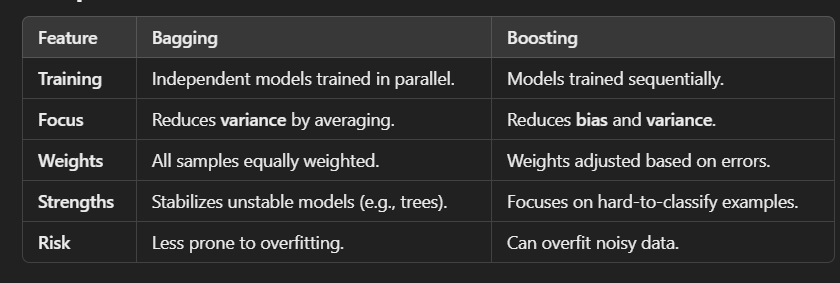 Feature Bagging Boosting
Training Independent models trained in parallel. Models trained sequentially.
Focus Reduces variance by averaging. Reduces bias and variance.
Weights All samples equally weighted. Weights adjusted based on errors.
Strengths Stabilizes unstable models (e.g., trees). Focuses on hard-to-classify examples.
Risk Less prone to overfitting. Can overfit noisy data.